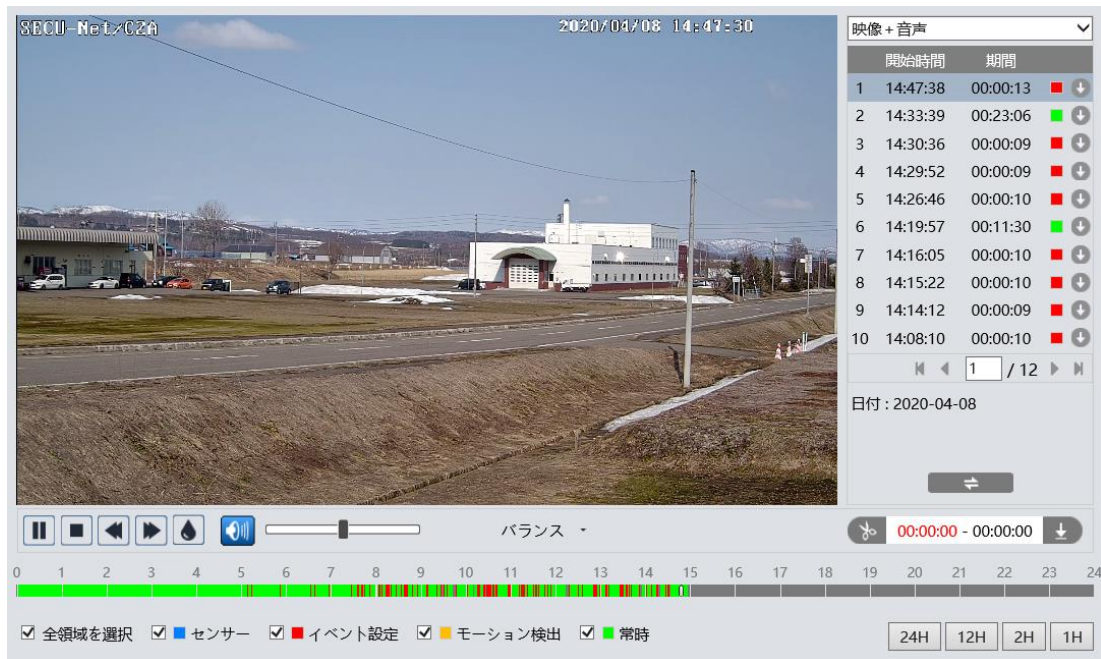 SECU-Net/CZA 2020/04/08 14:47:30
映像+音声
開始時間 期間
1 14:47:38 00:00:13
2 14:33:39 00:23:06
3 14:30:36 00:00:09
4 14:29:52 00:00:09
5 14:26:46 00:00:10
6 14:19:57 00:11:30
7 14:16:05 00:00:10
8 14:15:22 00:00:10
9 14:14:12 00:00:09
10 14:08:10 00:00:10
1 / 12
日付 : 2020-04-08
バランス
00:00:00 - 00:00:00
0 1 2 3 4 5 6 7 8 9 10 11 12 13 14 15 16 17 18 19 20 21 22 23 24
全領域を選択 センサー イベント設定 モーション検出 常時
24H 12H 2H 1H